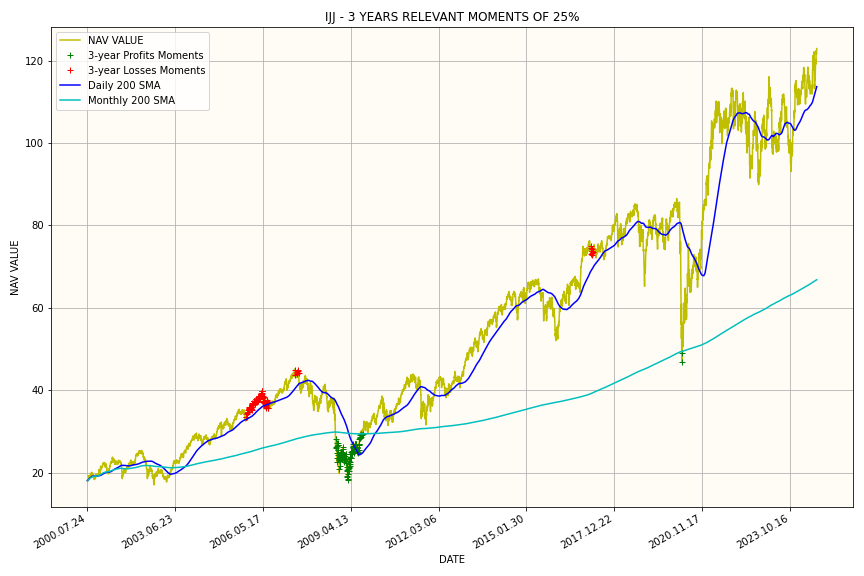 IJJ - 3 YEARS RELEVANT MOMENTS OF 25%
NAV VALUE
3-year Profits Moments
3-year Losses Moments
Daily 200 SMA
Monthly 200 SMA
120
100
80
60
40
20
NAV VALUE
2000.07.24
2003.06.23
2006.05.17
2009.04.13
2012.03.06
2015.01.30
2017.12.22
2020.11.17
2023.10.16
DATE